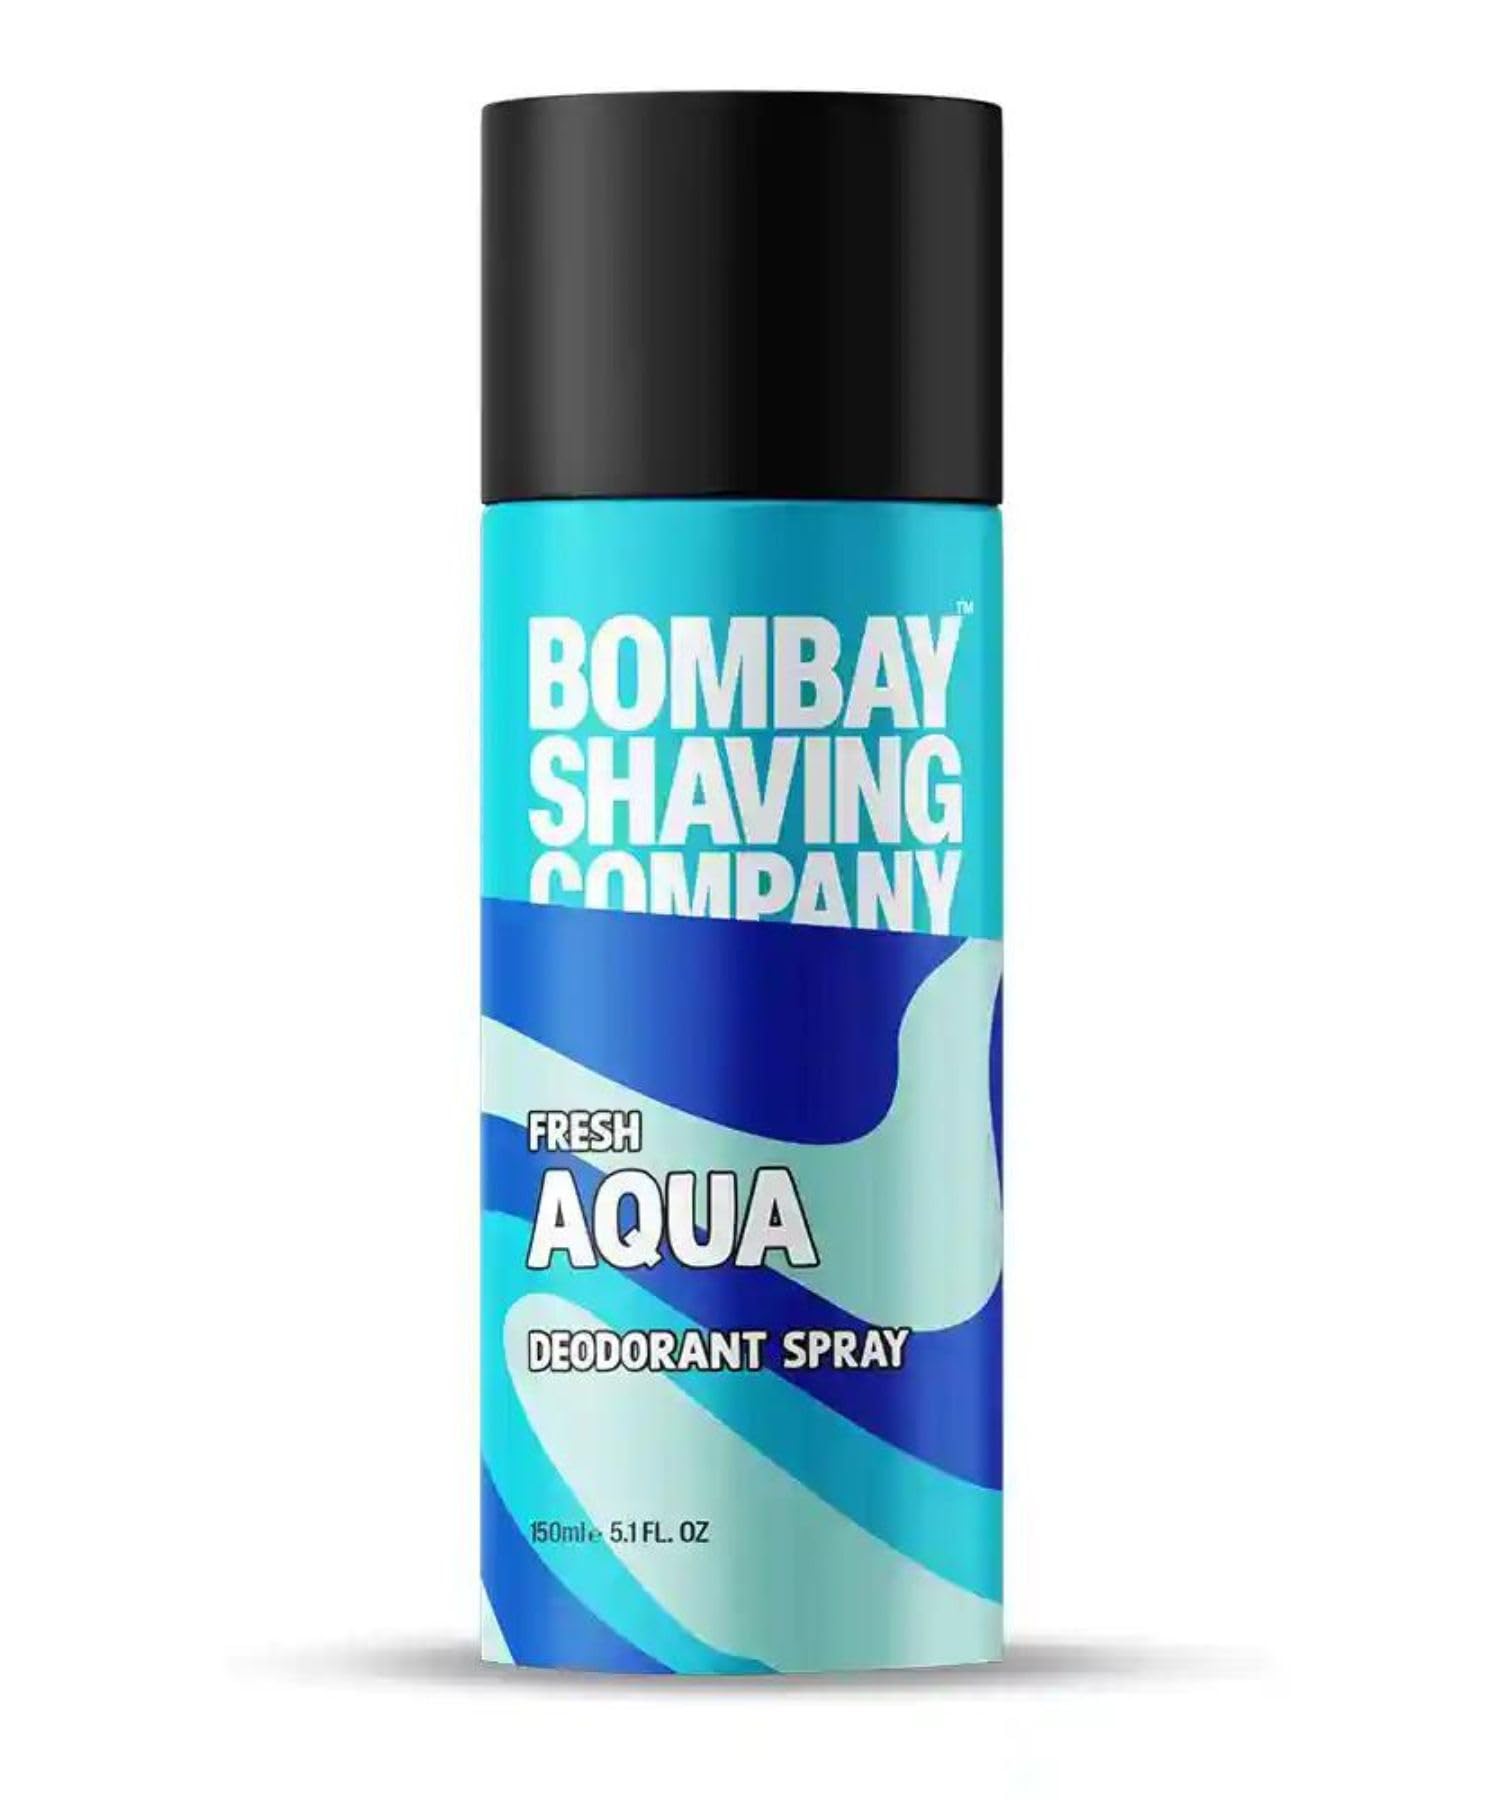 BOMBAY™
SHAVING
COMPANY
FRESH
AQUA
DEODORANT SPRAY
150ml e 5.1 FL. OZ